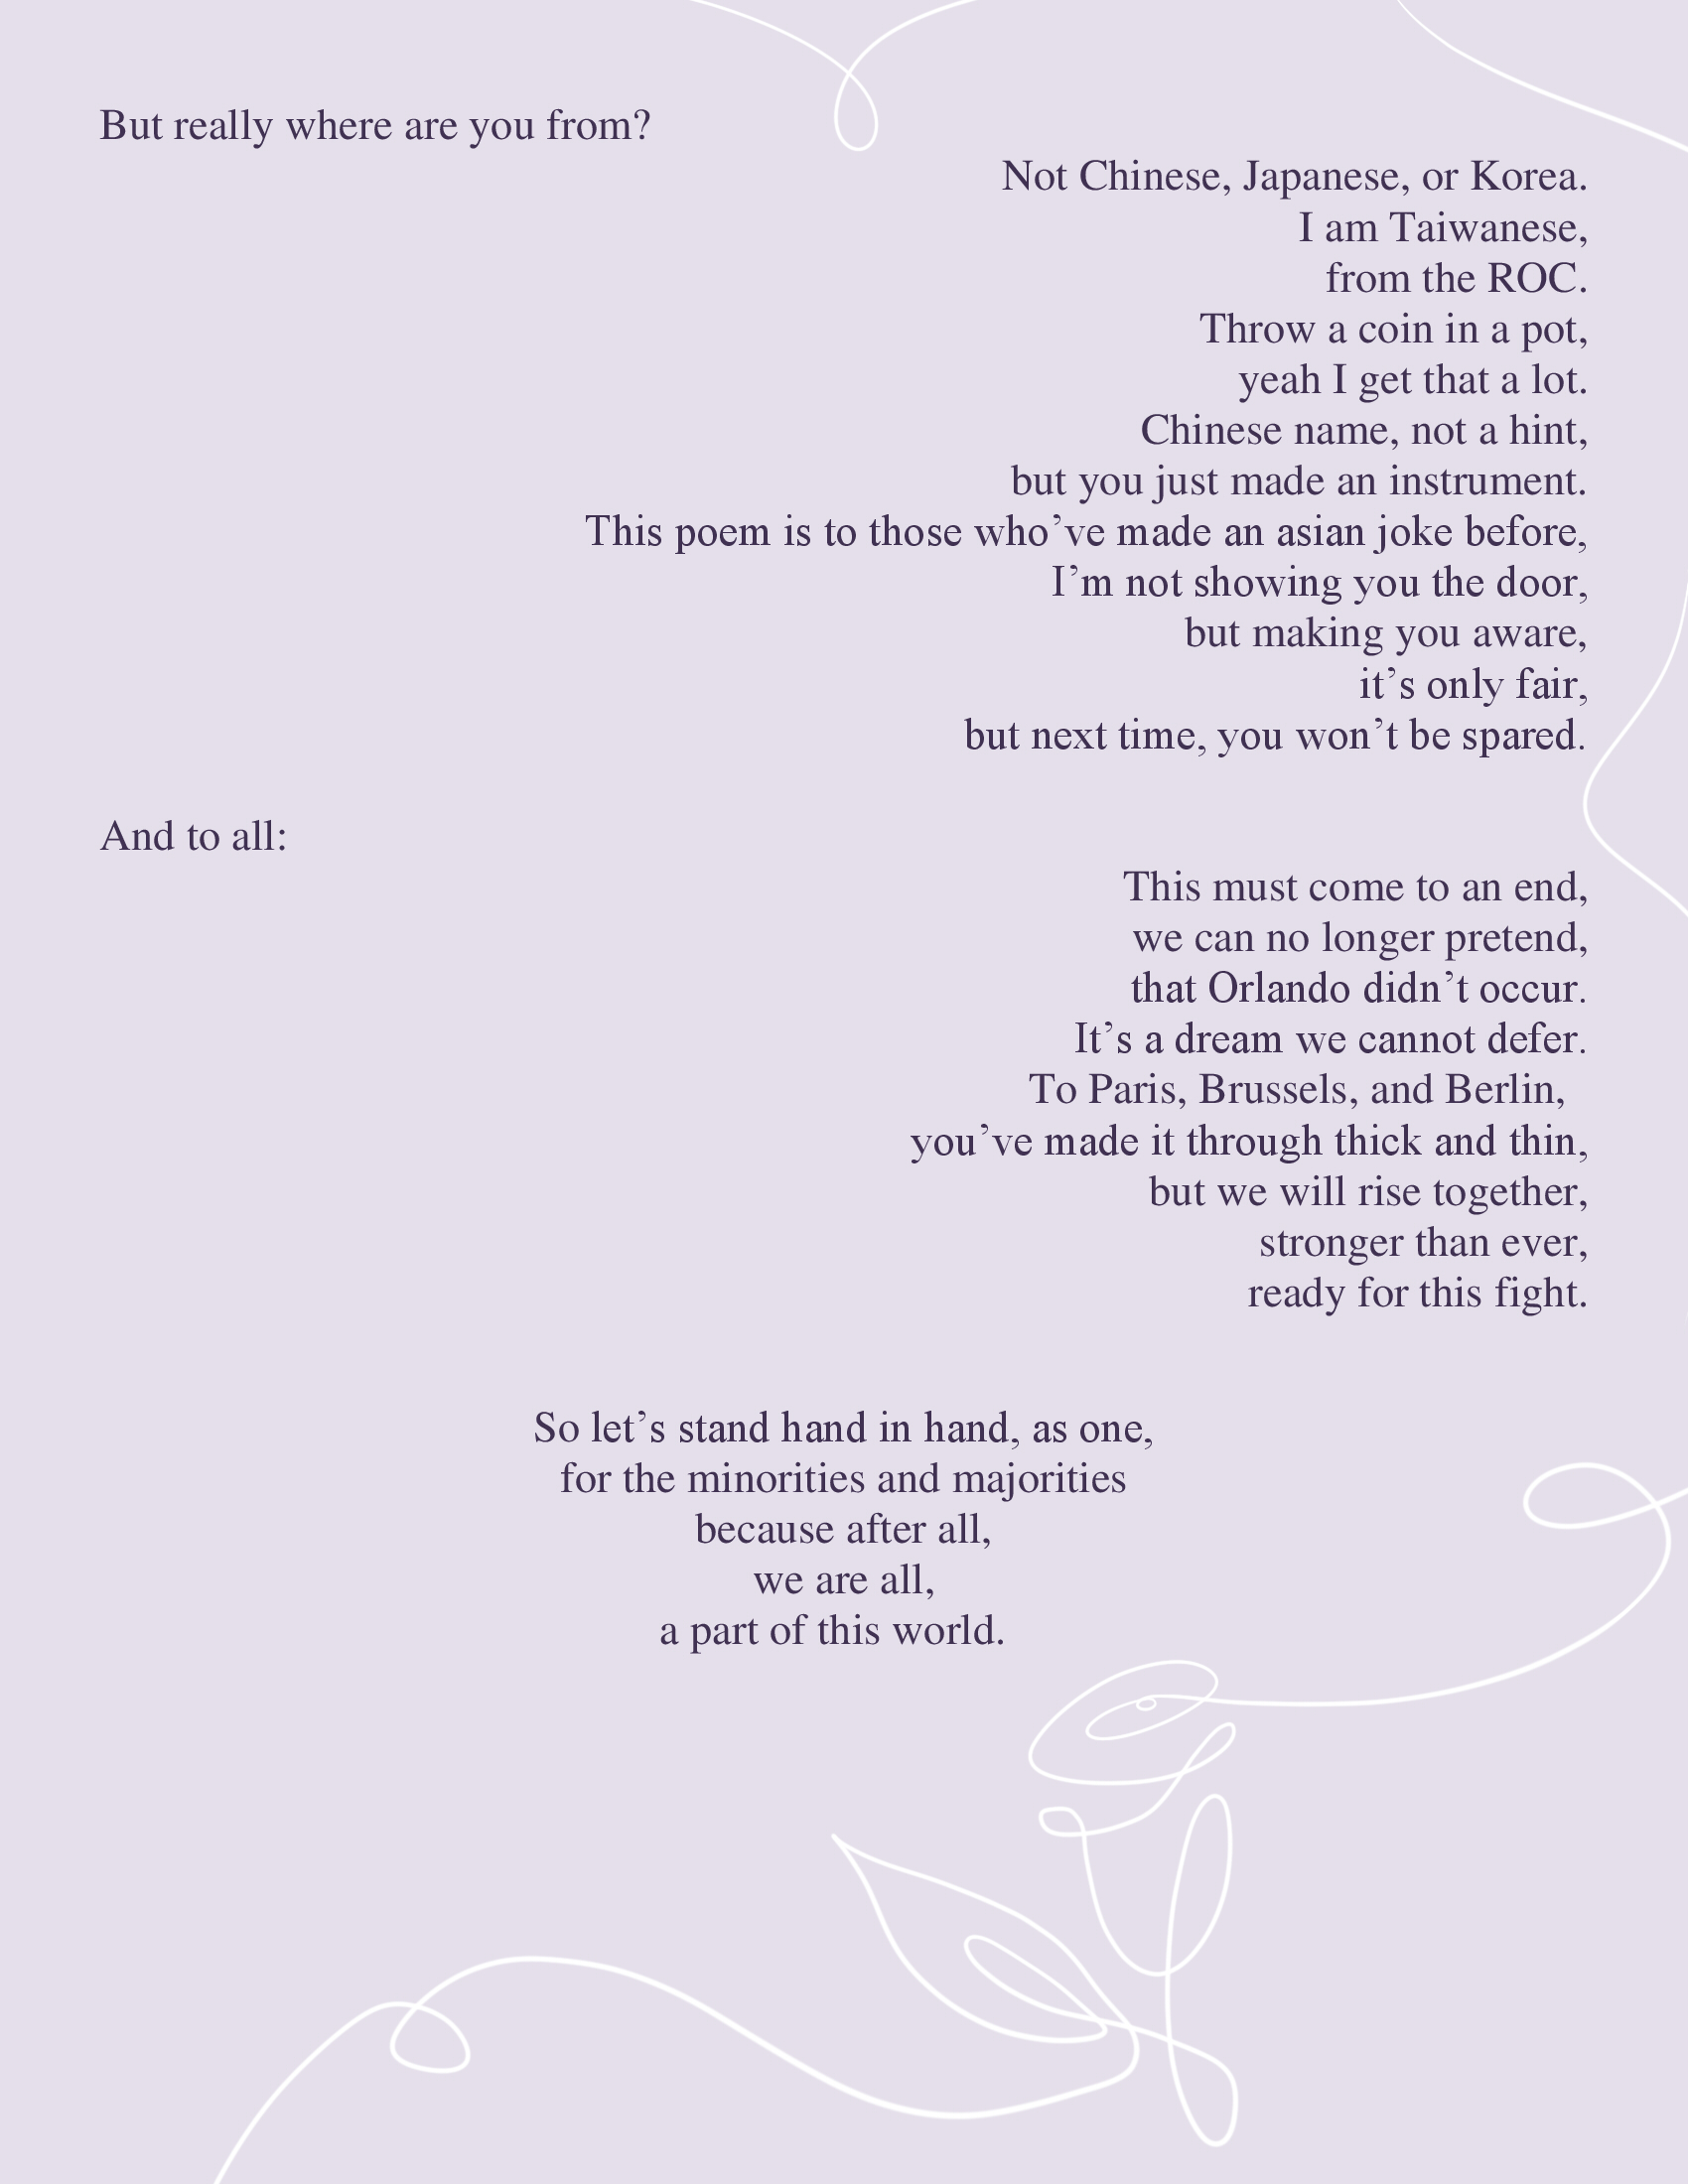 But really where are you from?
Not Chinese, Japanese, or Korea.
I am Taiwanese,
from the ROC.
Throw a coin in a pot,
yeah I get that a lot.
Chinese name, not a hint,
but you just made an instrument.
This poem is to those who’ve made an asian joke before,
I’m not showing you the door,
but making you aware,
it’s only fair,
but next time, you won’t be spared.
And to all:
This must come to an end,
we can no longer pretend,
that Orlando didn’t occur.
It’s a dream we cannot defer.
To Paris, Brussels, and Berlin,
you’ve made it through thick and thin,
but we will rise together,
stronger than ever,
ready for this fight.
So let’s stand hand in hand, as one,
for the minorities and majorities
because after all,
we are all,
a part of this world.